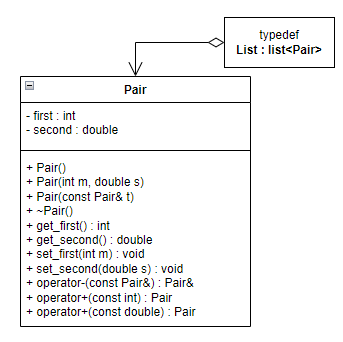 typedef
List : list<Pair>
Pair
- first : int
- second : double
+ Pair()
+ Pair(int m, double s)
+ Pair(const Pair& t)
+ ~Pair()
+ get_first() : int
+ get_second() : double
+ set_first(int m) : void
+ set_second(double s) : void
+ operator-(const Pair&) : Pair&
+ operator+(const int) : Pair
+ operator+(const double) : Pair